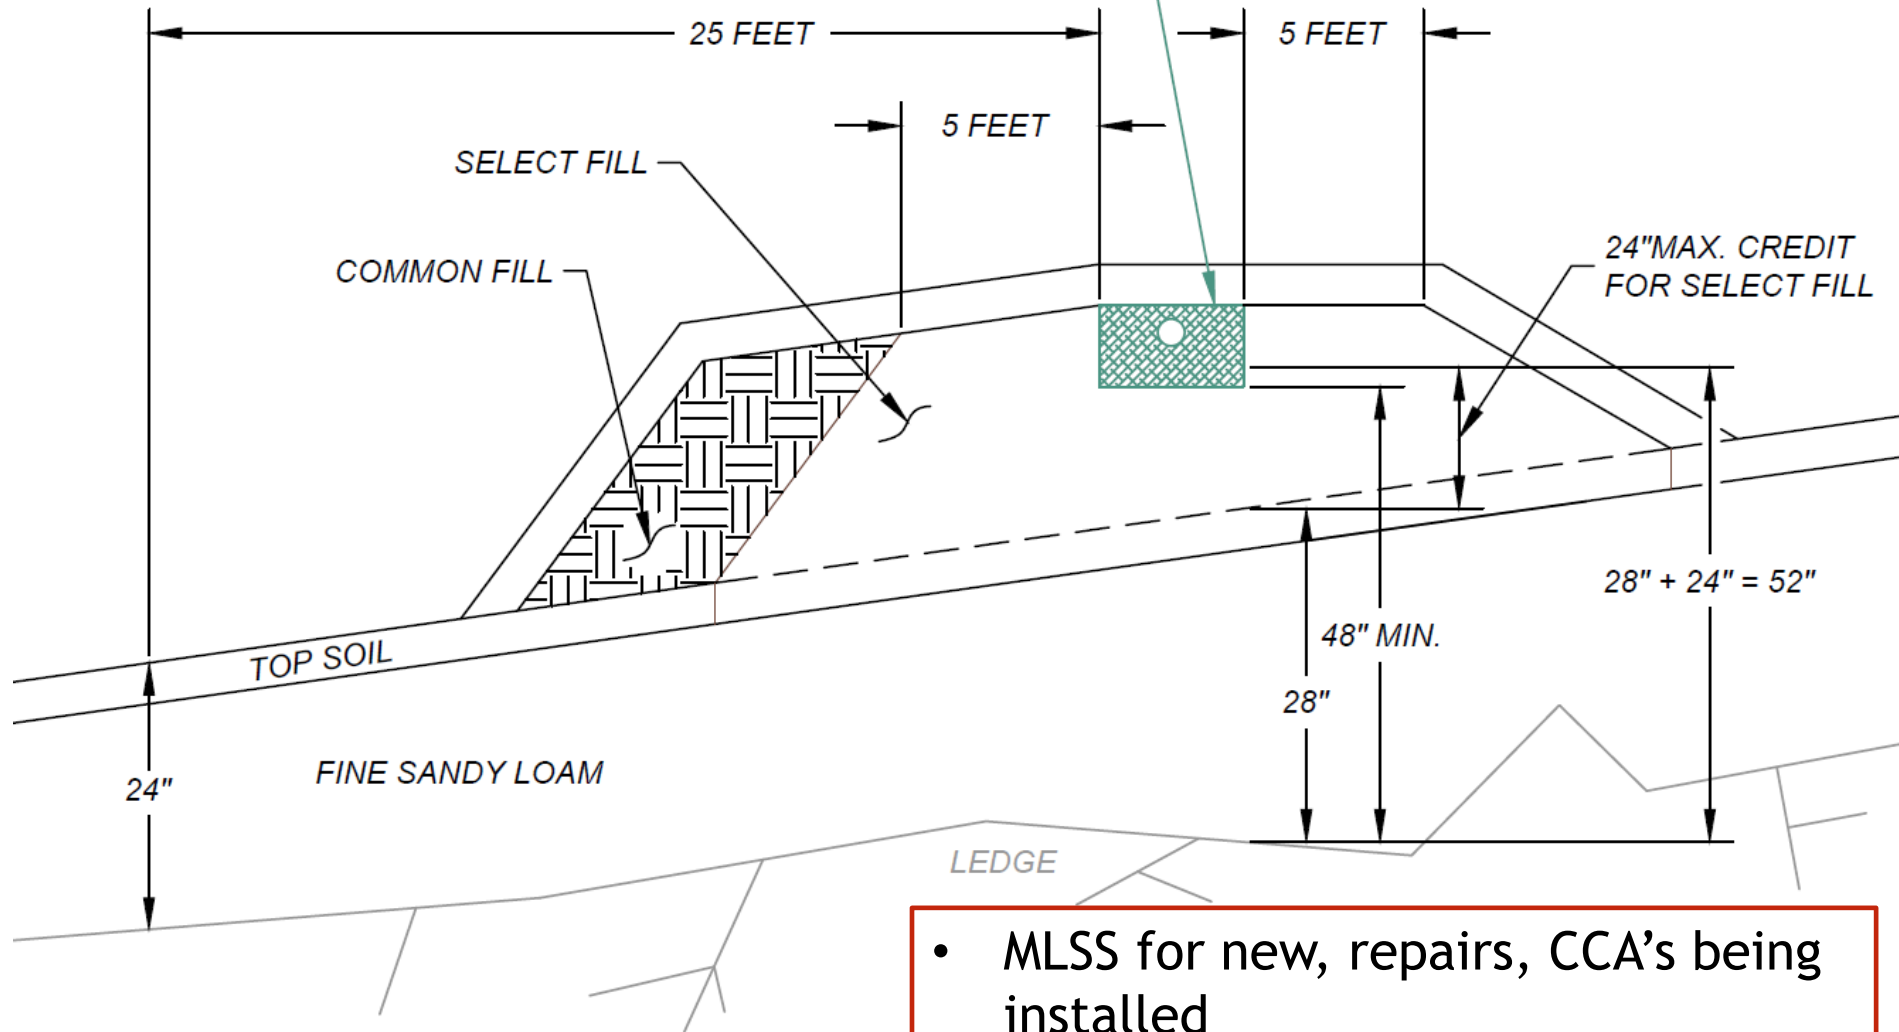 25 FEET
5 FEET
5 FEET
SELECT FILL
COMMON FILL
24"MAX. CREDIT
FOR SELECT FILL
28" + 24" = 52"
48" MIN.
TOP SOIL
28"
FINE SANDY LOAM
24"
LEDGE
• MLSS for new, repairs, CCA’s being
installed